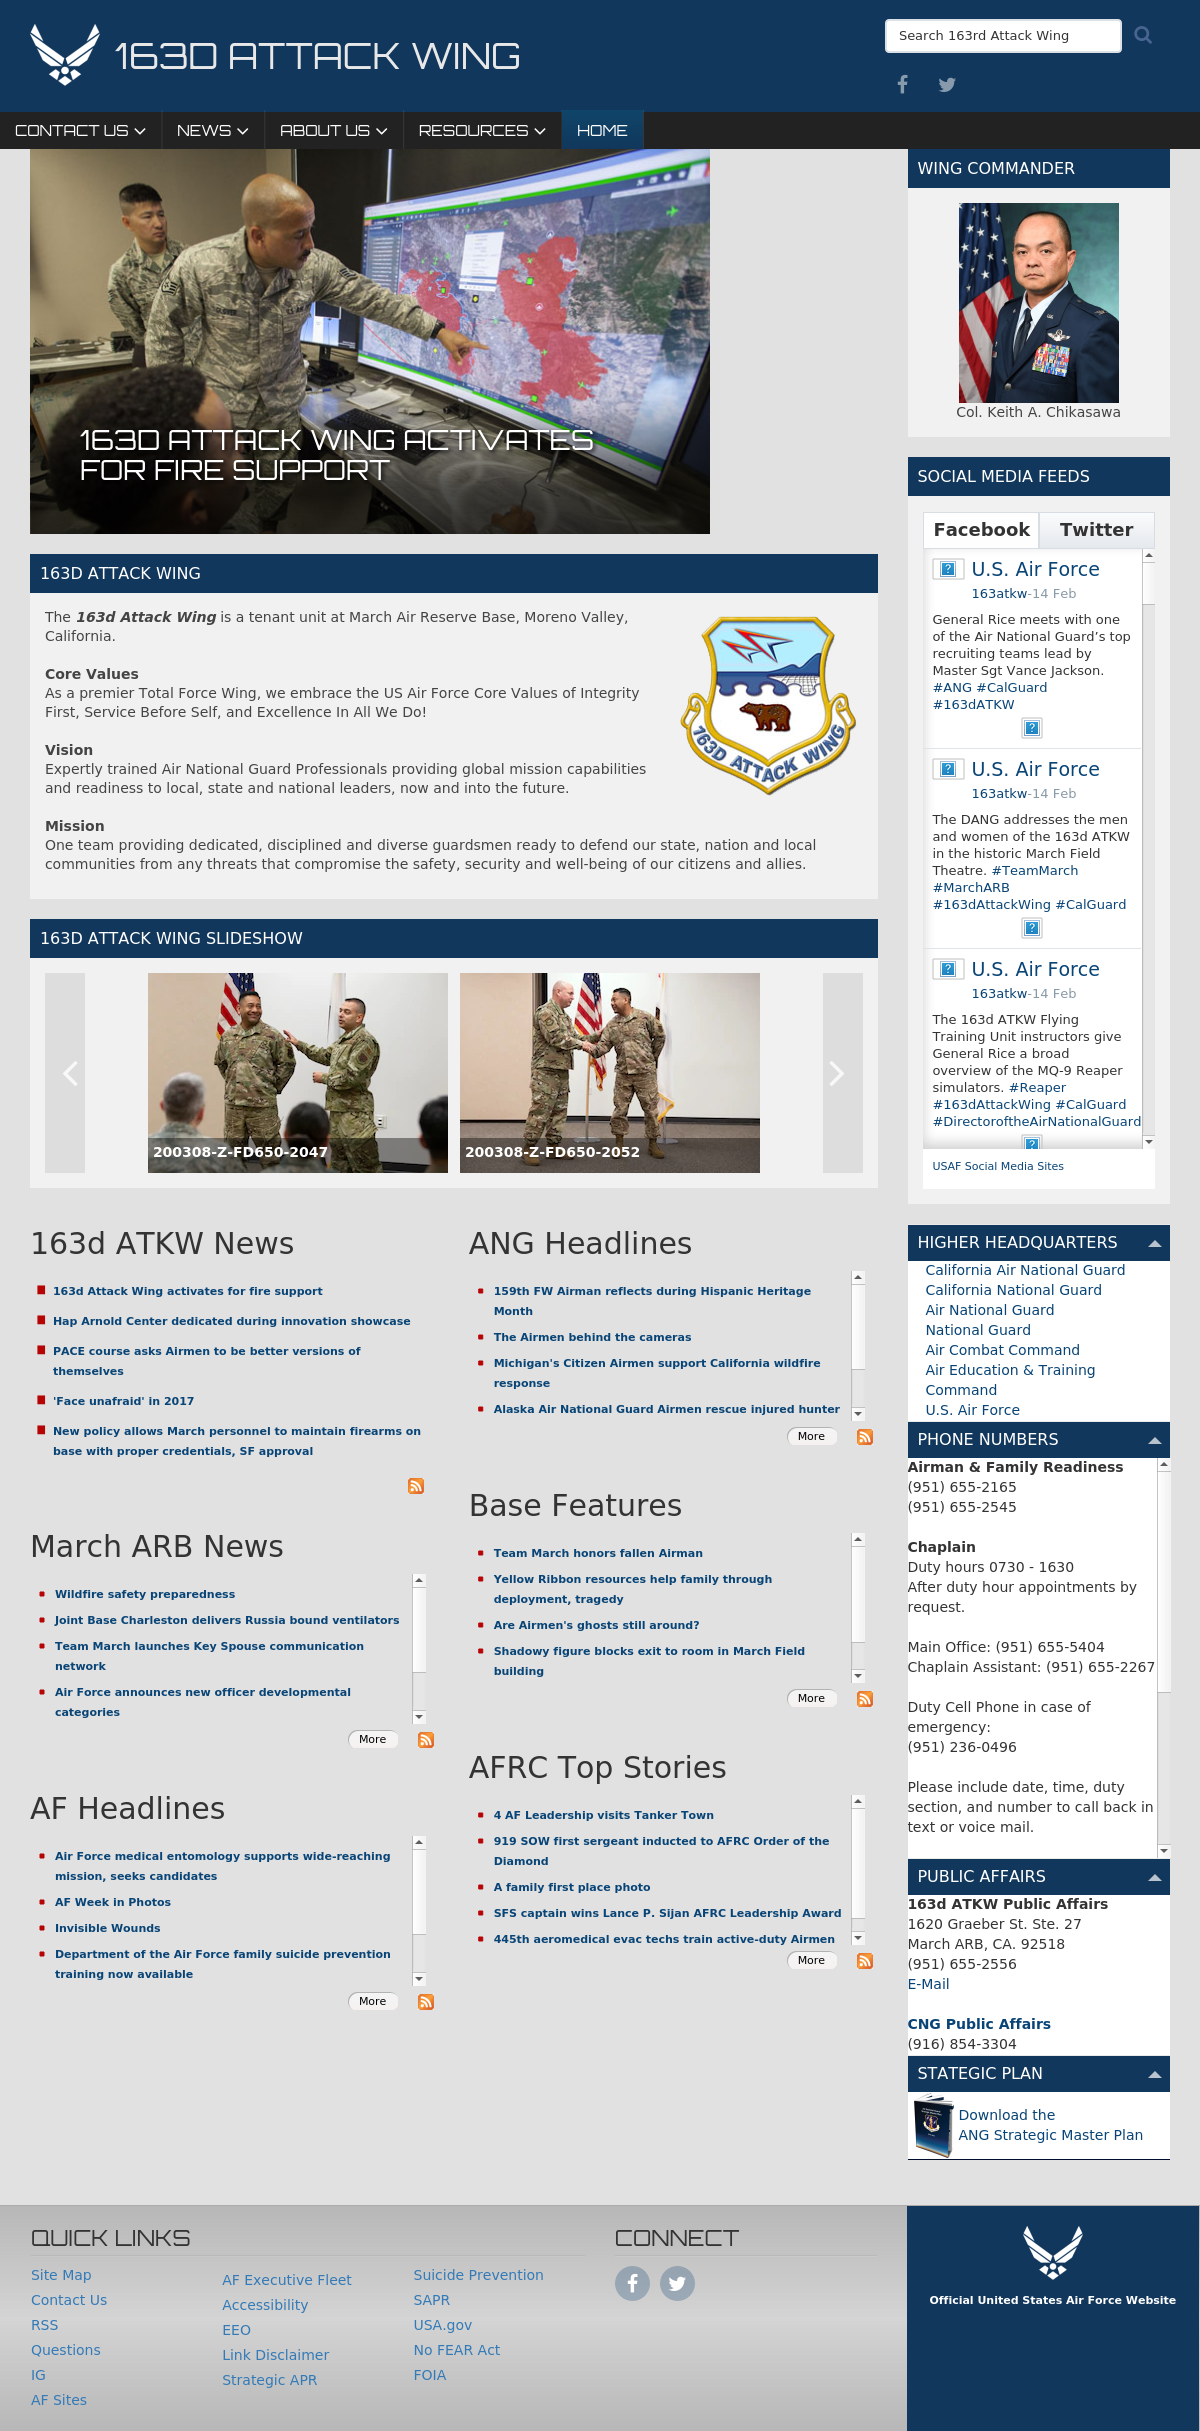 163D ATTACK WING
Search 163rd Attack Wing
CONTACT US
NEWS
ABOUT US
RESOURCES
HOME
163D ATTACK WING ACTIVATES
FOR FIRE SUPPORT
163D ATTACK WING
The 163d Attack Wing is a tenant unit at March Air Reserve Base, Moreno Valley,
California.
Core Values
As a premier Total Force Wing, we embrace the US Air Force Core Values of Integrity
First, Service Before Self, and Excellence In All We Do!
Vision
Expertly trained Air National Guard Professionals providing global mission capabilities
and readiness to local, state and national leaders, now and into the future.
Mission
One team providing dedicated, disciplined and diverse guardsmen ready to defend our state, nation and local
communities from any threats that compromise the safety, security and well-being of our citizens and allies.
163D ATTACK WING
163D ATTACK WING SLIDESHOW
200308-Z-FD650-2047
200308-Z-FD650-2052
163d ATKW News
163d Attack Wing activates for fire support
Hap Arnold Center dedicated during innovation showcase
PACE course asks Airmen to be better versions of
themselves
'Face unafraid' in 2017
New policy allows March personnel to maintain firearms on
base with proper credentials, SF approval
March ARB News
Wildfire safety preparedness
Joint Base Charleston delivers Russia bound ventilators
Team March launches Key Spouse communication
network
Air Force announces new officer developmental
categories
More
AF Headlines
Air Force medical entomology supports wide-reaching
mission, seeks candidates
AF Week in Photos
Invisible Wounds
Department of the Air Force family suicide prevention
training now available
More
ANG Headlines
159th FW Airman reflects during Hispanic Heritage
Month
The Airmen behind the cameras
Michigan's Citizen Airmen support California wildfire
response
Alaska Air National Guard Airmen rescue injured hunter
More
Base Features
Team March honors fallen Airman
Yellow Ribbon resources help family through
deployment, tragedy
Are Airmen's ghosts still around?
Shadowy figure blocks exit to room in March Field
building
More
AFRC Top Stories
4 AF Leadership visits Tanker Town
919 SOW first sergeant inducted to AFRC Order of the
Diamond
A family first place photo
SFS captain wins Lance P. Sijan AFRC Leadership Award
445th aeromedical evac techs train active-duty Airmen
More
WING COMMANDER
Col. Keith A. Chikasawa
SOCIAL MEDIA FEEDS
Facebook
Twitter
U.S. Air Force
163atkw-14 Feb
General Rice meets with one
of the Air National Guard’s top
recruiting teams lead by
Master Sgt Vance Jackson.
#ANG #CalGuard
#163dATKW
U.S. Air Force
163atkw-14 Feb
The DANG addresses the men
and women of the 163d ATKW
in the historic March Field
Theatre. #TeamMarch
#MarchARB
#163dAttackWing #CalGuard
U.S. Air Force
163atkw-14 Feb
The 163d ATKW Flying
Training Unit instructors give
General Rice a broad
overview of the MQ-9 Reaper
simulators. #Reaper
#163dAttackWing #CalGuard
#DirectoroftheAirNationalGuard
USAF Social Media Sites
HIGHER HEADQUARTERS
California Air National Guard
California National Guard
Air National Guard
National Guard
Air Combat Command
Air Education & Training
Command
U.S. Air Force
PHONE NUMBERS
Airman & Family Readiness
(951) 655-2165
(951) 655-2545
Chaplain
Duty hours 0730 - 1630
After duty hour appointments by
request.
Main Office: (951) 655-5404
Chaplain Assistant: (951) 655-2267
Duty Cell Phone in case of
emergency:
(951) 236-0496
Please include date, time, duty
section, and number to call back in
text or voice mail.
PUBLIC AFFAIRS
163d ATKW Public Affairs
1620 Graeber St. Ste. 27
March ARB, CA. 92518
(951) 655-2556
E-Mail
CNG Public Affairs
(916) 854-3304
STATEGIC PLAN
Download the
ANG Strategic Master Plan
QUICK LINKS
Site Map
Contact Us
RSS
Questions
IG
AF Sites
AF Executive Fleet
Accessibility
EEO
Link Disclaimer
Strategic APR
Suicide Prevention
SAPR
USA.gov
No FEAR Act
FOIA
CONNECT
Official United States Air Force Website